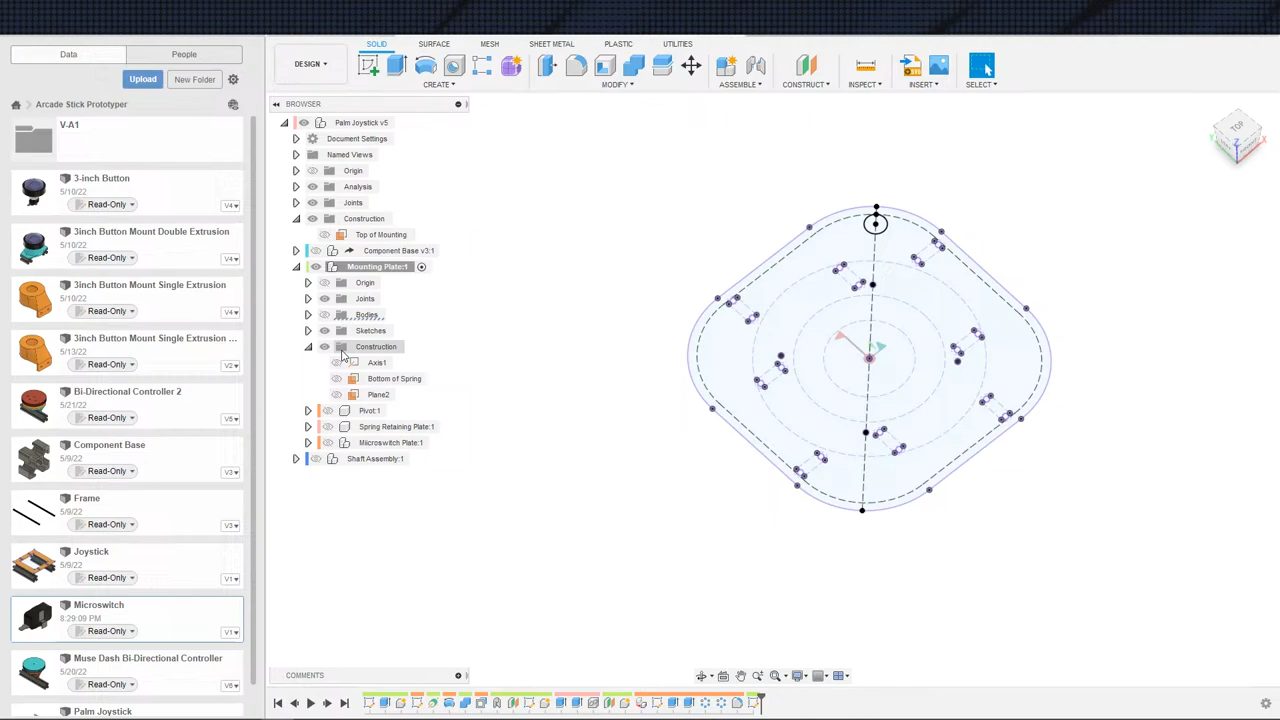 Data
People
Upload
New Folder
Arcade Stick Prototyper
V-A1
3-inch Button
5/10/22
Read-Only
V4
3inch Button Mount Double Extrusion
5/10/22
Read-Only
V4
3inch Button Mount Single Extrusion
5/10/22
Read-Only
V4
3inch Button Mount Single Extrusion ...
5/13/22
Read-Only
V2
Bi-Directional Controller 2
5/21/22
Read-Only
V5
Component Base
5/9/22
Read-Only
V3
Frame
5/9/22
Read-Only
V3
Joystick
5/9/22
Read-Only
V1
Microswitch
8:29:09 PM
Read-Only
V1
Muse Dash Bi-Directional Controller
5/20/22
Read-Only
V6
Palm Joystick
DESIGN
SOLID
SURFACE
MESH
SHEET METAL
PLASTIC
UTILITIES
CREATE
MODIFY
ASSEMBLE
CONSTRUCT
INSPECT
INSERT
SELECT
BROWSER
Palm Joystick v5
Document Settings
Named Views
Origin
Analysis
Joints
Construction
Top of Mounting
Component Base v3:1
Mounting Plate:1
Origin
Joints
Bodies
Sketches
Construction
Axis1
Bottom of Spring
Plane2
Pivot:1
Spring Retaining Plate:1
Miicroswitch Plate:1
Shaft Assembly:1
TOP
Y
Z
X
COMMENTS